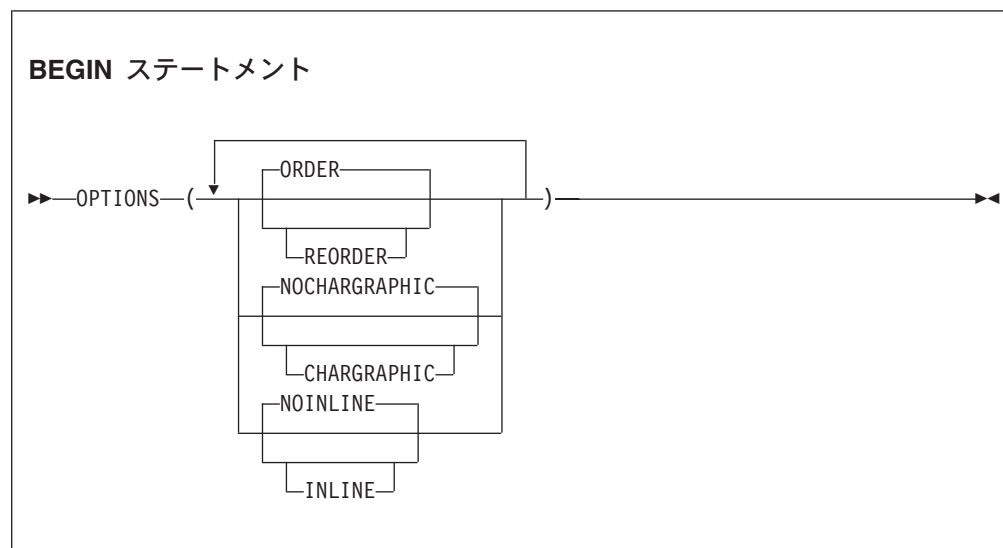 BEGIN ステートメント
ORDER
OPTIONS ( )
REORDER
NOCHARGRAPHIC
CHARGRAPHIC
NOINLINE
INLINE